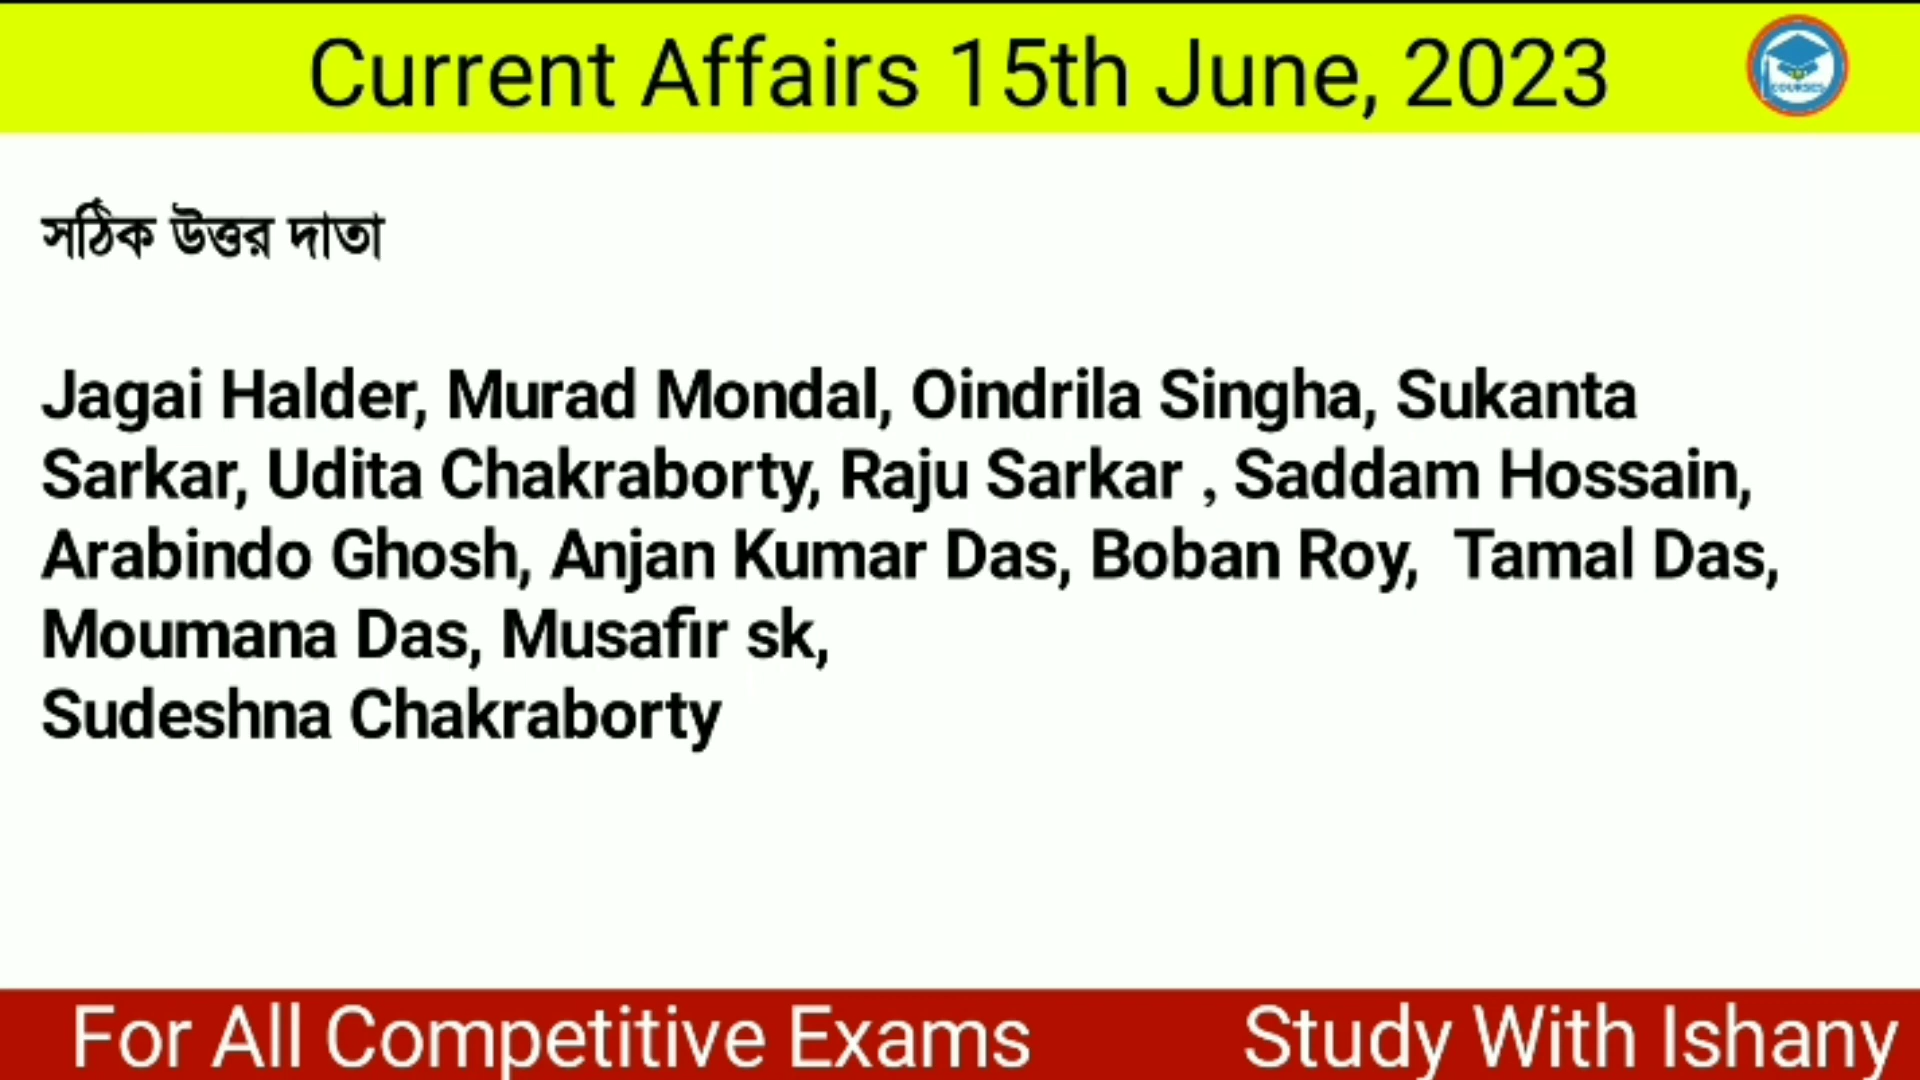 Current Affairs 15th June, 2023
COURSES
সঠিক উত্তর দাতা
Jagai Halder, Murad Mondal, Oindrila Singha, Sukanta
Sarkar, Udita Chakraborty, Raju Sarkar , Saddam Hossain,
Arabindo Ghosh, Anjan Kumar Das, Boban Roy,  Tamal Das,
Moumana Das, Musafir sk,
Sudeshna Chakraborty
For All Competitive Exams
Study With Ishany